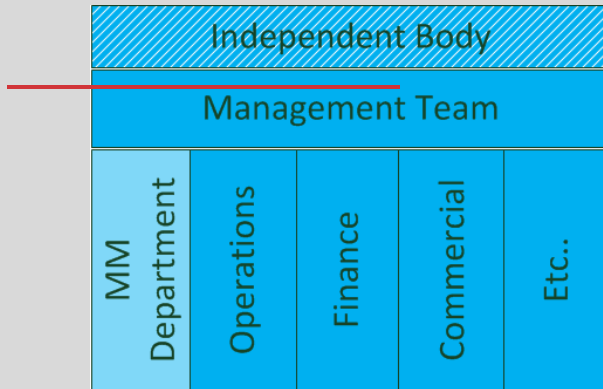 Independent Body
Management Team
MM
Department
Operations
Finance
Commercial
Etc..